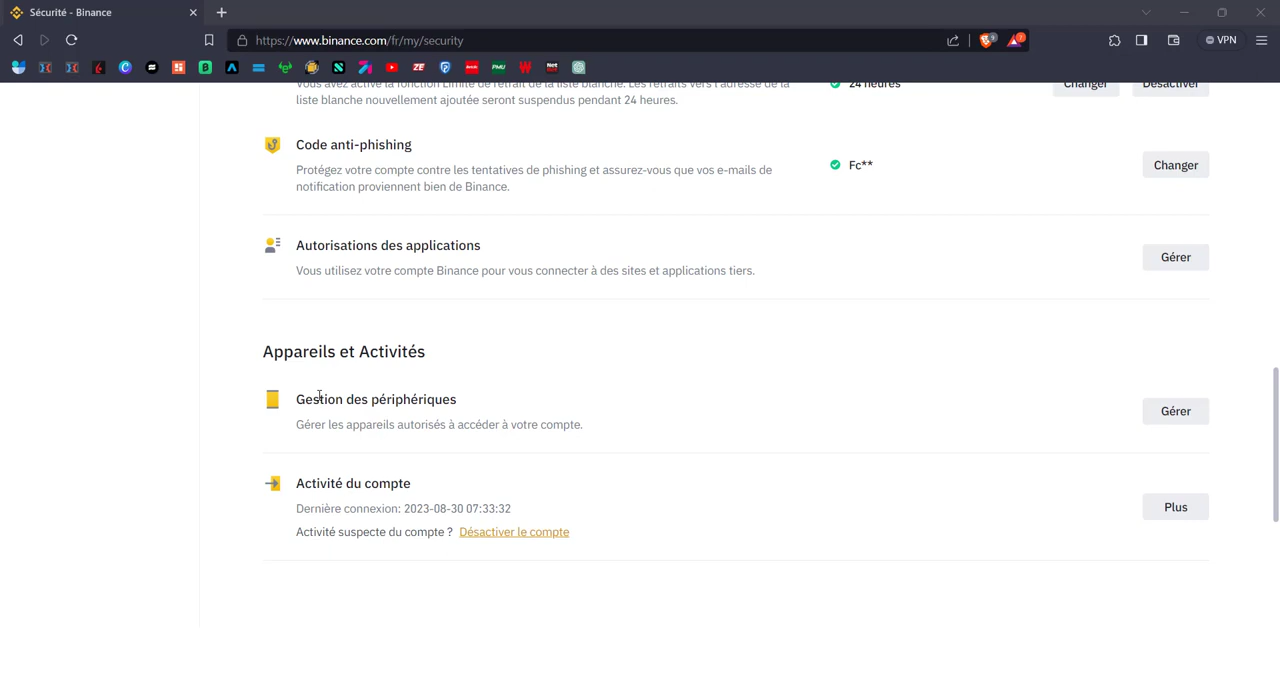 Sécurité - Binance
https://www.binance.com/fr/my/security
9
7
VPN
ZE
PMU
W
Vous avez activé la fonction Limite de retrait de la liste blanche. Les retraits vers l'adresse de la
liste blanche nouvellement ajoutée seront suspendus pendant 24 heures.
24 heures
Changer
Désactiver
Code anti-phishing
Protégez votre compte contre les tentatives de phishing et assurez-vous que vos e-mails de
notification proviennent bien de Binance.
Fc**
Changer
Autorisations des applications
Vous utilisez votre compte Binance pour vous connecter à des sites et applications tiers.
Gérer
Appareils et Activités
Gestion des périphériques
Gérer les appareils autorisés à accéder à votre compte.
Gérer
Activité du compte
Dernière connexion: 2023-08-30 07:33:32
Activité suspecte du compte ? Désactiver le compte
Plus